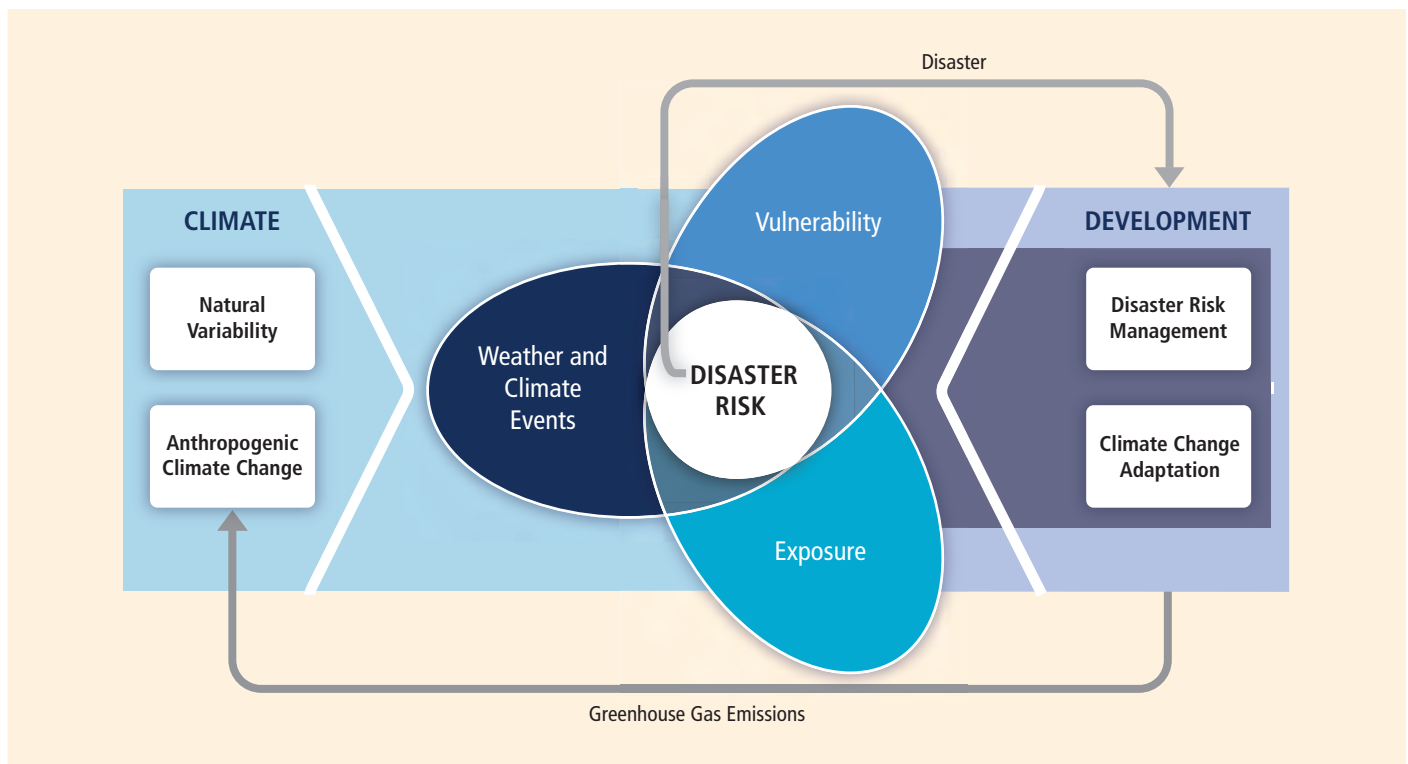 Disaster
CLIMATE
Natural
Variability
Anthropogenic
Climate Change
Weather and
Climate
Events
Vulnerability
DISASTER
RISK
Exposure
DEVELOPMENT
Disaster Risk
Management
Climate Change
Adaptation
Greenhouse Gas Emissions